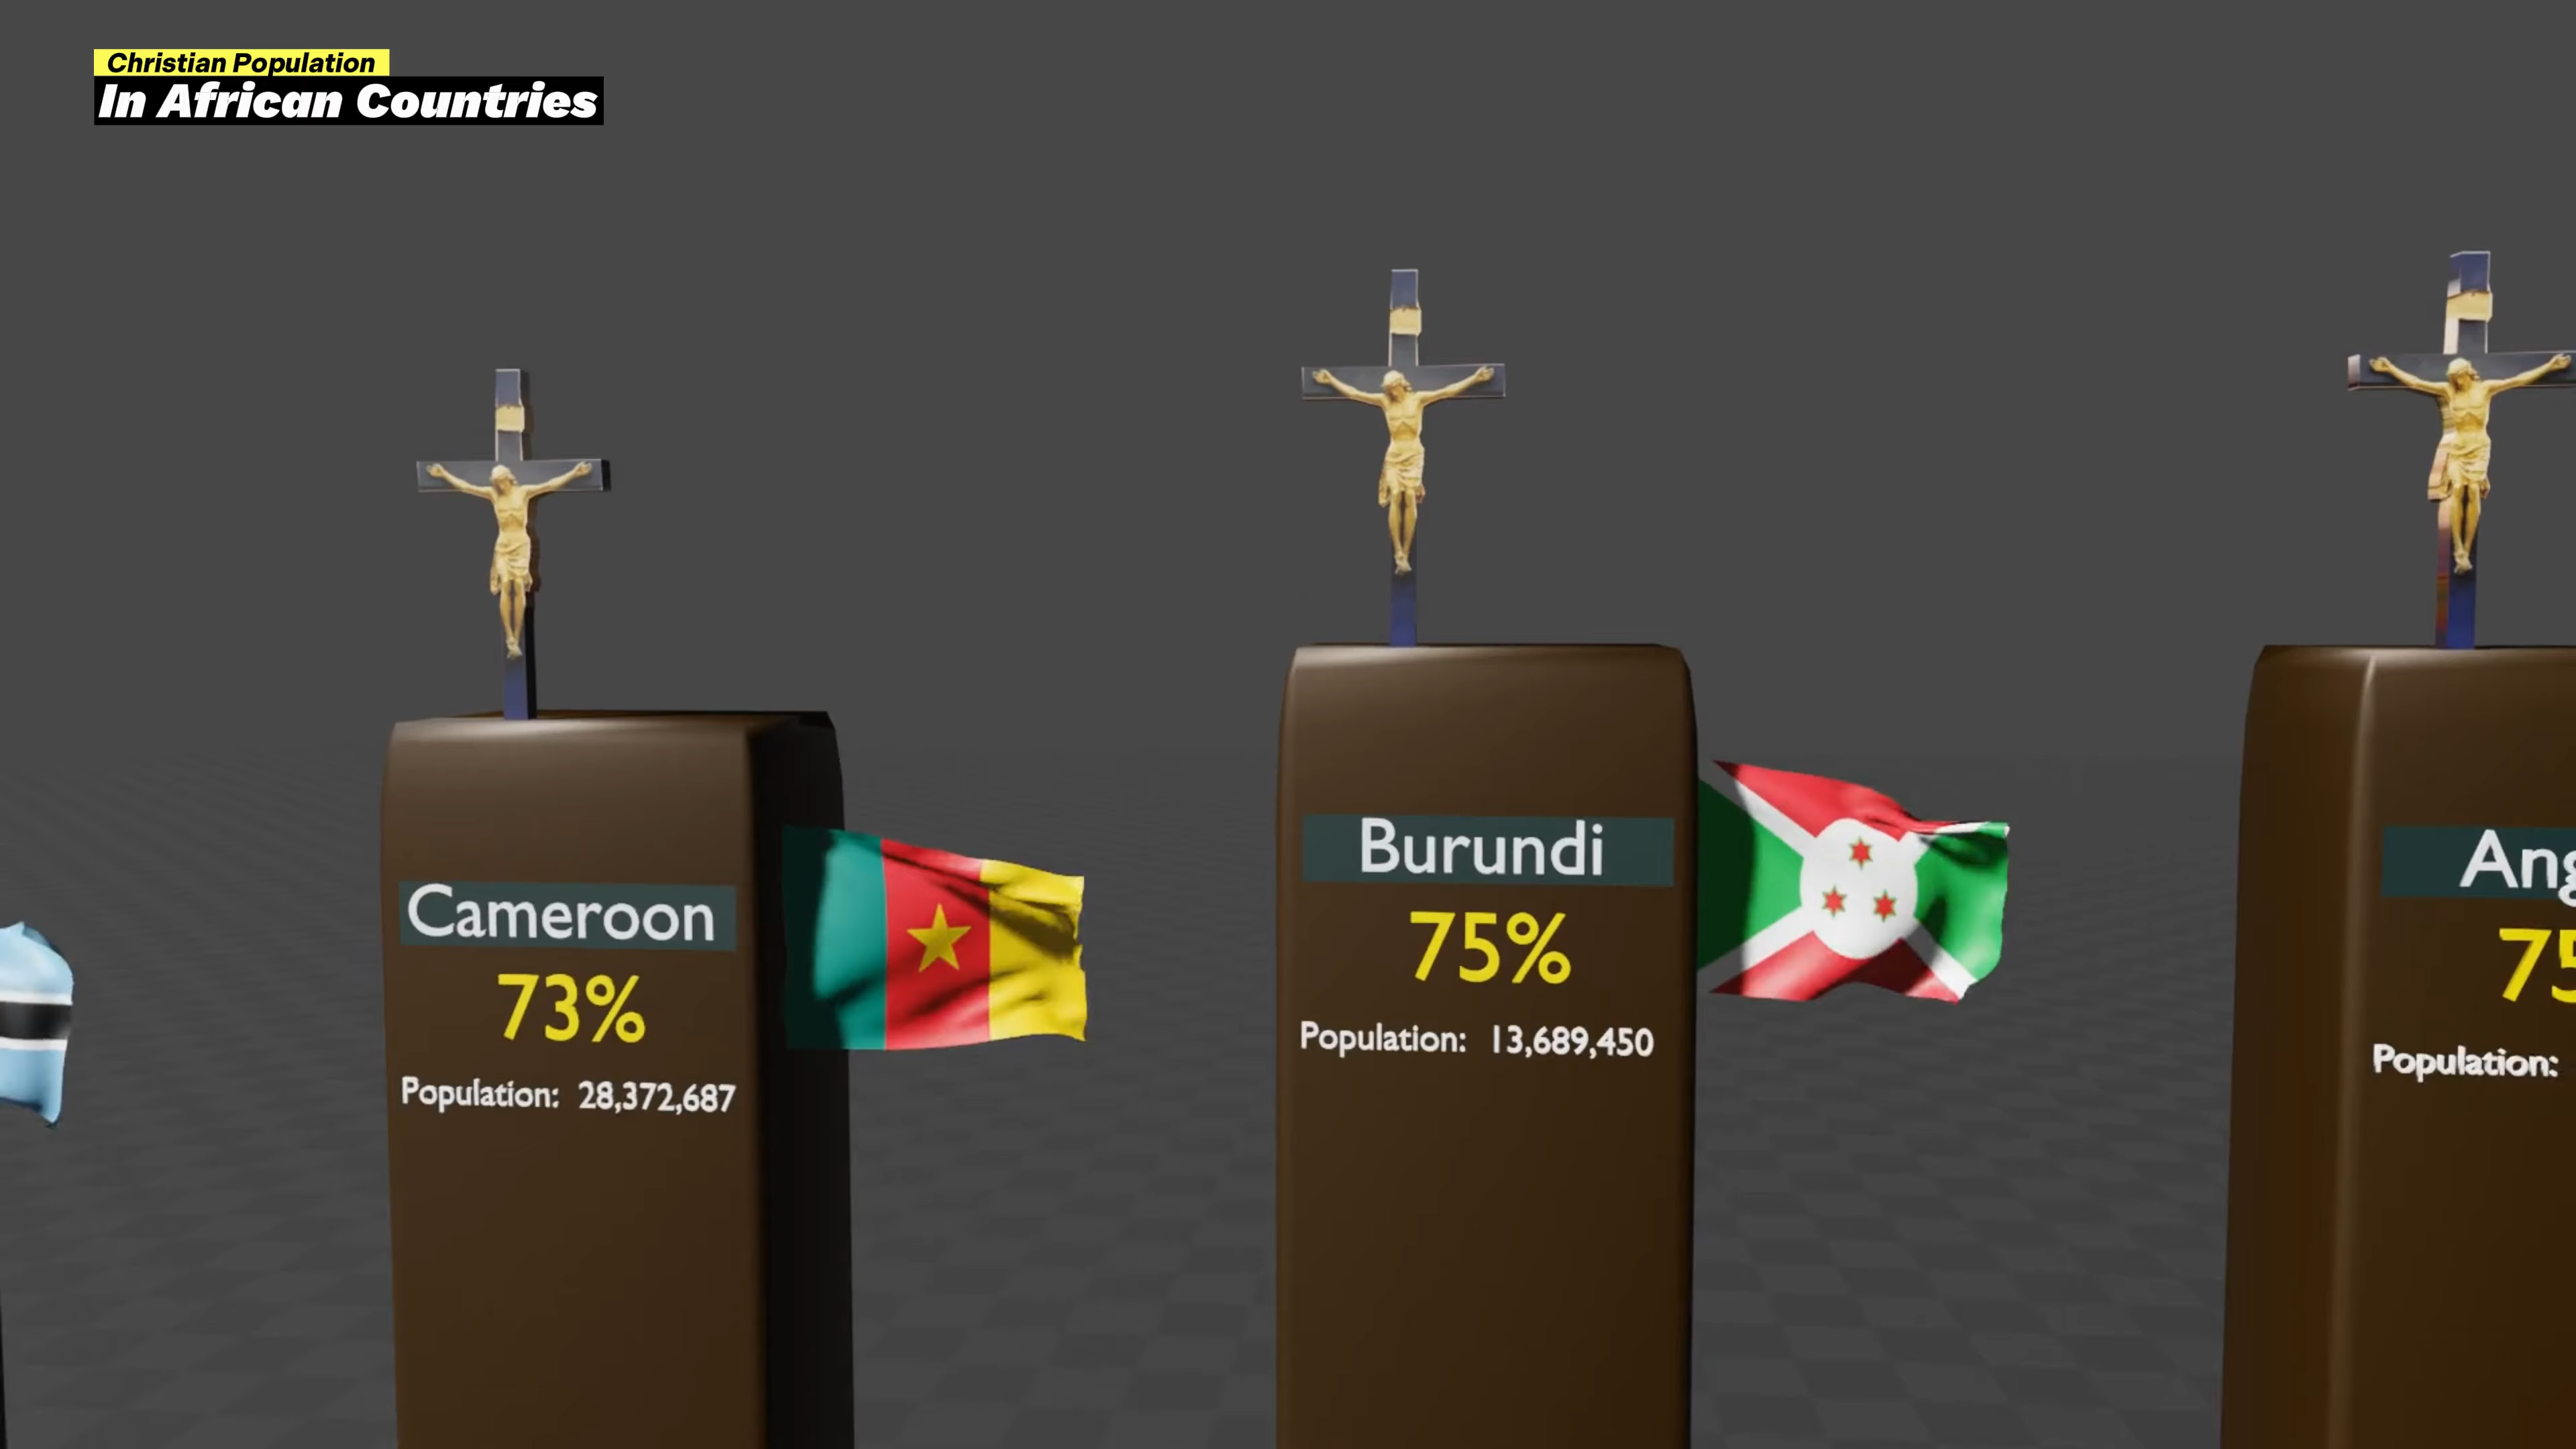 Christian Population
In African Countries
Cameroon
73%
Population: 28,372,687
Burundi
75%
Population: 13,689,450
Population: